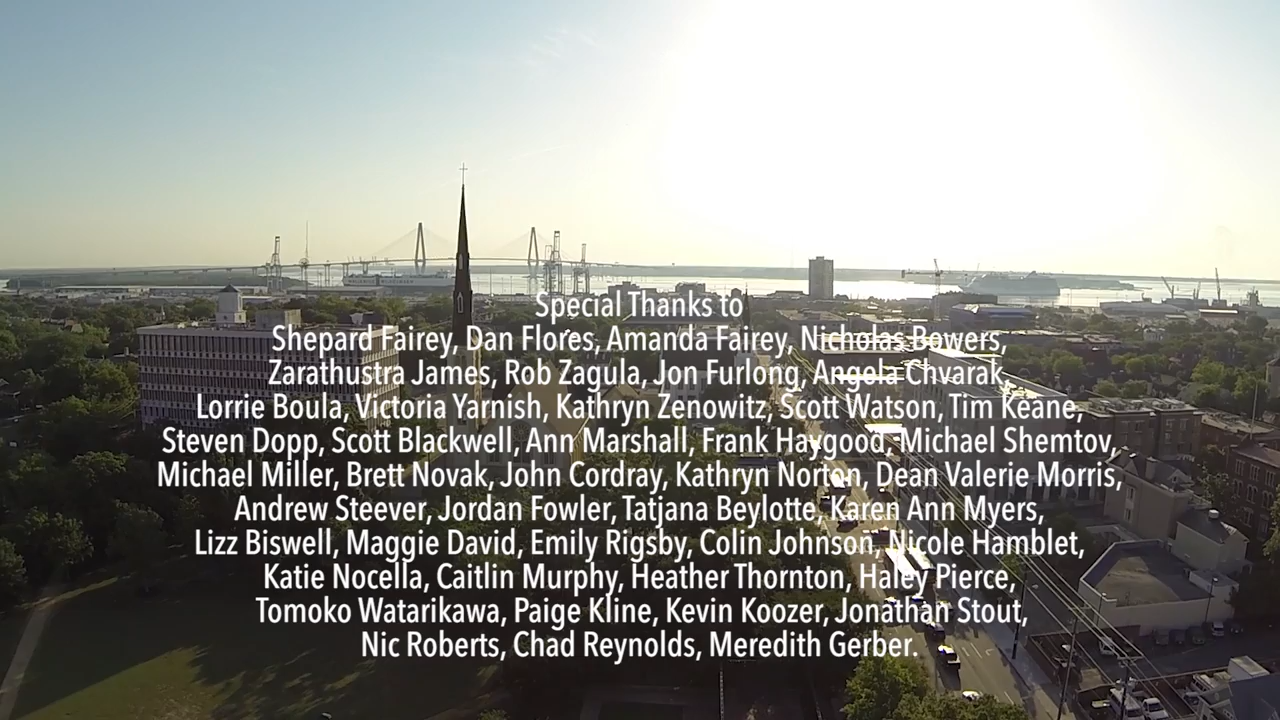 Special Thanks to
Shepard Fairey, Dan Flores, Amanda Fairey, Nicholas Bowers,
Zarathustra James, Rob Zagula, Jon Furlong, Angela Chvarak,
Lorrie Boula, Victoria Yarnish, Kathryn Zenowitz, Scott Watson, Tim Keane,
Steven Dopp, Scott Blackwell, Ann Marshall, Frank Haygood, Michael Shemtov,
Michael Miller, Brett Novak, John Cordray, Kathryn Norton, Dean Valerie Morris,
Andrew Steever, Jordan Fowler, Tatjana Beylotte, Karen Ann Myers,
Lizz Biswell, Maggie David, Emily Rigsby, Colin Johnson, Nicole Hamblet,
Katie Nocella, Caitlin Murphy, Heather Thornton, Haley Pierce,
Tomoko Watarikawa, Paige Kline, Kevin Koozer, Jonathan Stout,
Nic Roberts, Chad Reynolds, Meredith Gerber.